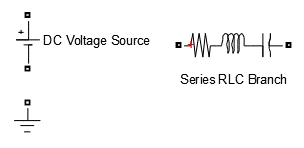 +
DC Voltage Source
Series RLC Branch